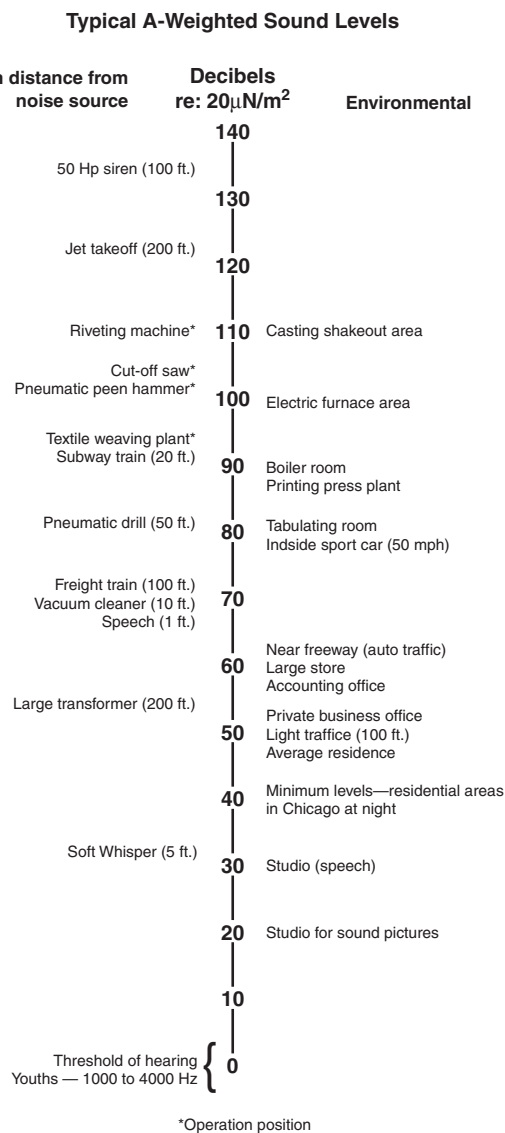 Typical A-Weighted Sound Levels
distance from
noise source
Decibels
re: 20μN/m2
Environmental
140
50 Hp siren (100 ft.)
130
Jet takeoff (200 ft.)
120
Riveting machine*
110
Casting shakeout area
Cut-off saw*
Pneumatic peen hammer*
100
Electric furnace area
Textile weaving plant*
Subway train (20 ft.)
90
Boiler room
Printing press plant
Pneumatic drill (50 ft.)
80
Tabulating room
Indside sport car (50 mph)
Freight train (100 ft.)
Vacuum cleaner (10 ft.)
Speech (1 ft.)
70
Near freeway (auto traffic)
Large store
Accounting office
60
Large transformer (200 ft.)
Private business office
Light traffice (100 ft.)
Average residence
50
Minimum levels—residential areas
in Chicago at night
40
Soft Whisper (5 ft.)
30
Studio (speech)
20
Studio for sound pictures
10
Threshold of hearing
Youths — 1000 to 4000 Hz
0
*Operation position